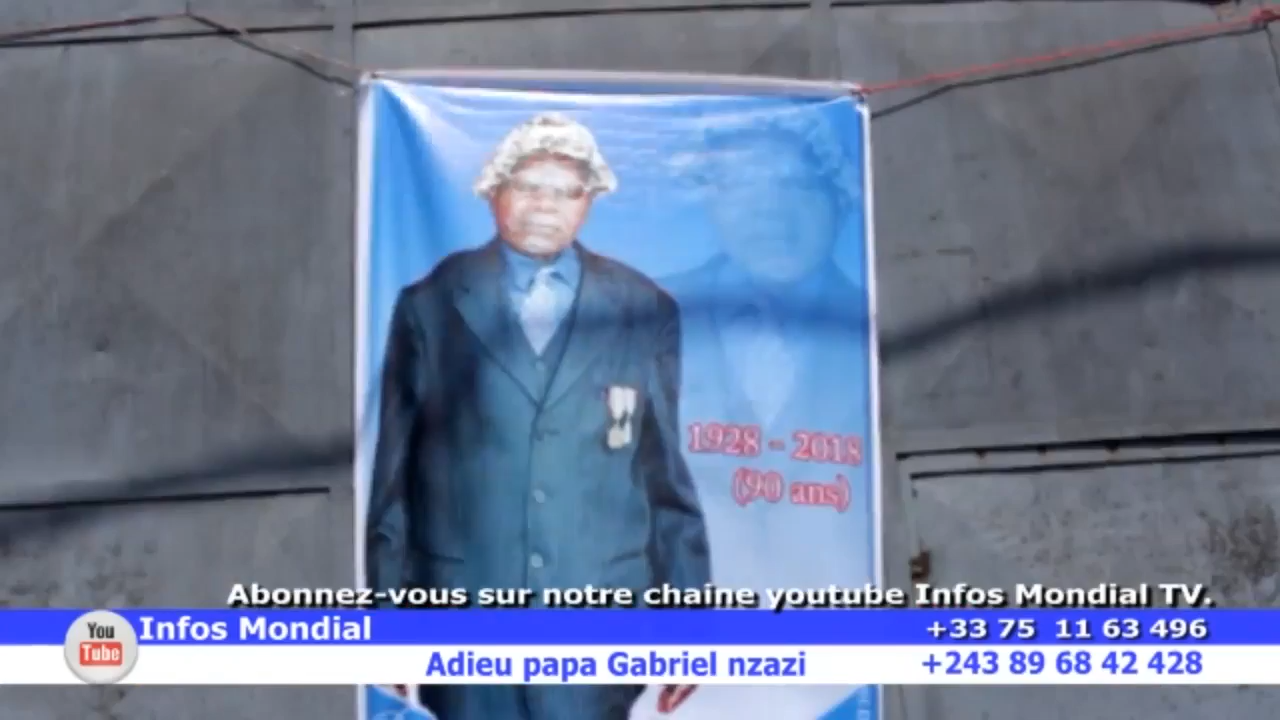 1928 - 2018
(90 ans)
Abonnez-vous sur notre chaine youtube Infos Mondial TV.
You
Tube
Infos Mondial
+33 75 11 63 496
Adieu papa Gabriel nzazi
+243 89 68 42 428